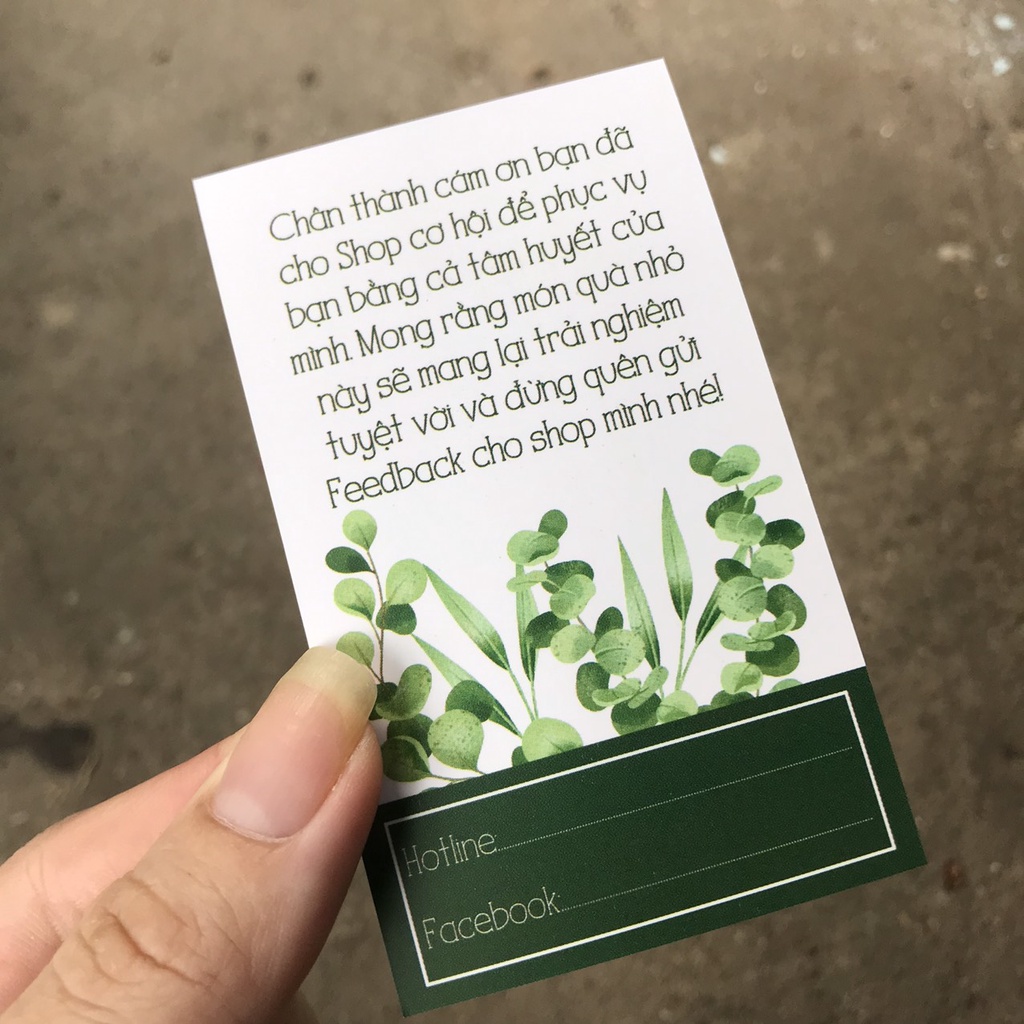 Chân thành cám ơn bạn đã
cho Shop cơ hội để phục vụ
bạn bằng cả tâm huyết của
mình. Mong rằng món quà nhỏ
này sẽ mang lại trải nghiệm
tuyệt vời và đừng quên gửi
Feedback cho shop mình nhé!
Hotline:
Facebook: